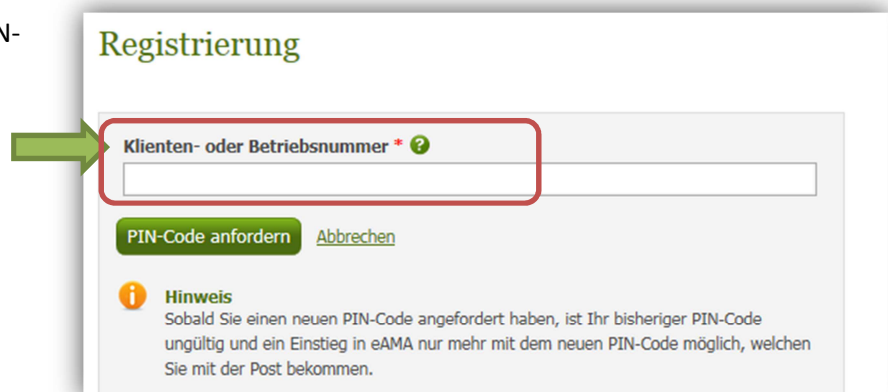 N-
Registrierung
Klienten- oder Betriebsnummer * ?
PIN-Code anfordern Abbrechen
Hinweis
Sobald Sie einen neuen PIN-Code angefordert haben, ist Ihr bisheriger PIN-Code
ungültig und ein Einstieg in eAMA nur mehr mit dem neuen PIN-Code möglich, welchen
Sie mit der Post bekommen.